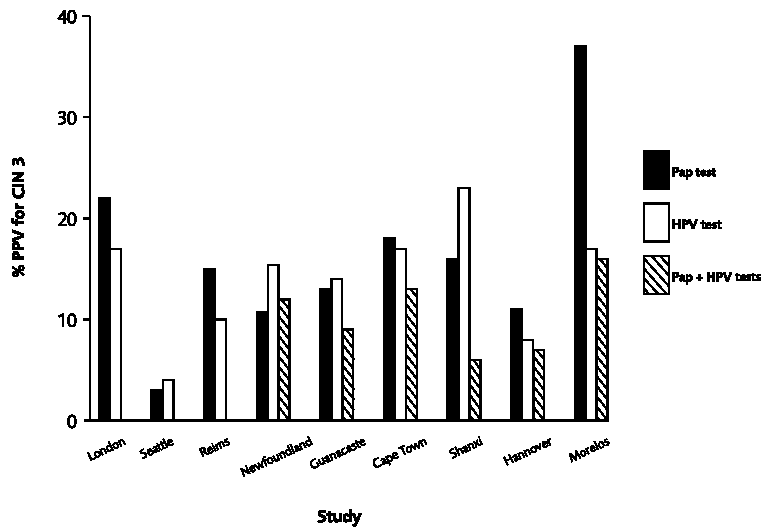 % PPV for CIN 3
40
30
20
10
0
London
Seattle
Reims
Newfoundland
Guanacaste
Cape Town
Shanxi
Hannover
Morelos
Study
Pap test
HPV test
Pap + HPV tests